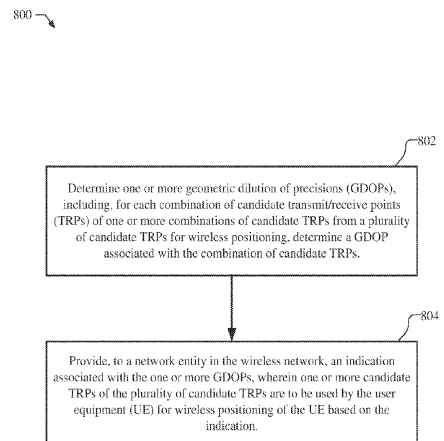 800
802
Determine one or more geometric dilution of precisions (GDOPs),
including, for each combination of candidate transmit/receive points
(TRPs) of one or more combinations of candidate TRPs from a plurality
of candidate TRPs for wireless positioning, determine a GDOP
associated with the combination of candidate TRPs.
804
Provide, to a network entity in the wireless network, an indication
associated with the one or more GDOPs, wherein one or more candidate
TRPs of the plurality of candidate TRPs are to be used by the user
equipment (UE) for wireless positioning of the UE based on the
indication.